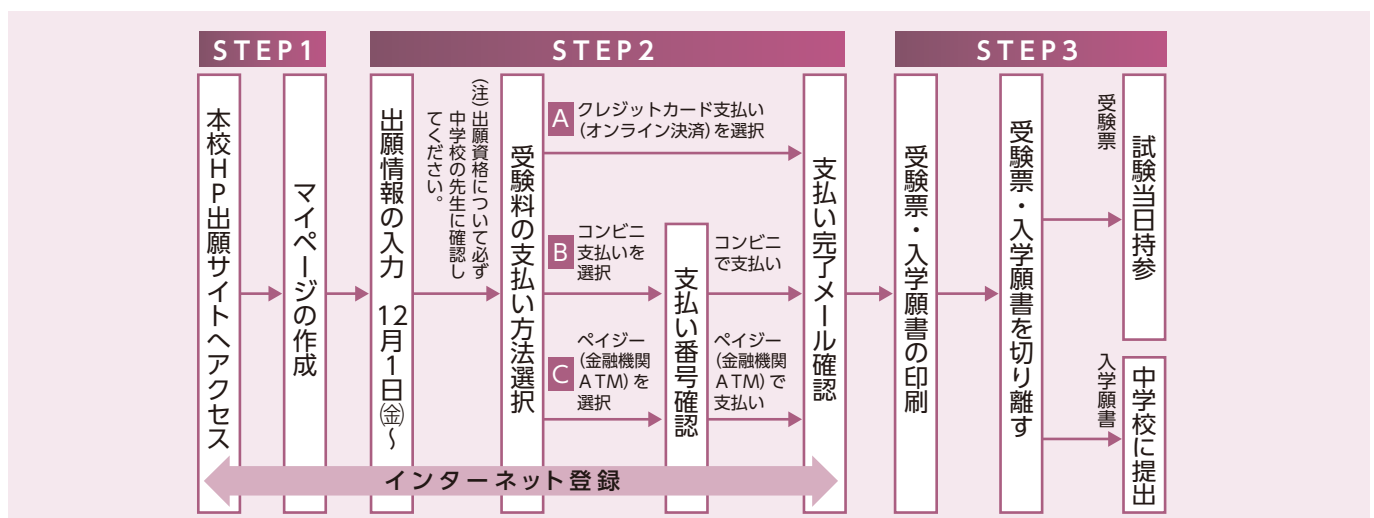 STEP1
STEP2
STEP3
本校HP出願サイトへアクセス
マイページの作成
出願情報の入力 12月1日㈮〜
(注)出願資格について必ず
中学校の先生に確認し
てください。
受験料の支払い方法選択
A
クレジットカード支払い
(オンライン決済)を選択
B
コンビニ
支払いを
選択
C
ペイジー
(金融機関
ATM)を
選択
支払い番号確認
コンビニ
で支払い
ペイジー
(金融機関
ATM)で
支払い
支払い完了メール確認
受験票・入学願書の印刷
受験票・入学願書を切り離す
受験票
試験当日持参
入学願書
中学校に提出
インターネット登録